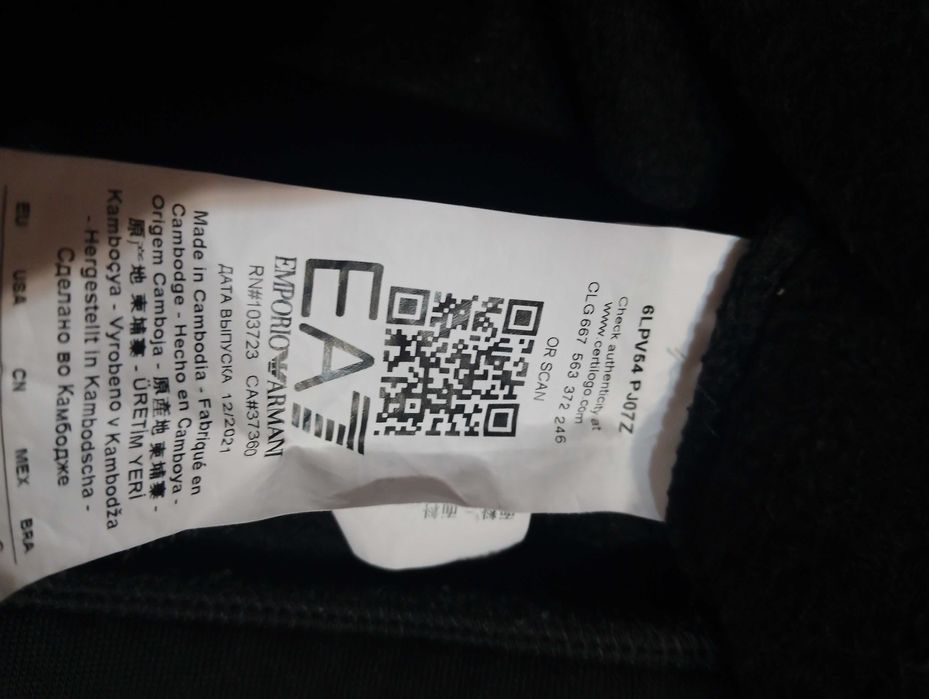 6LPV54 PJ07Z
Check authenticity at
www.certilogo.com
CLG 667 563 372 246
OR SCAN
EA7
EMPORIO ARMANI
RN#103723 CA#37360
ДАТА ВЫПУСКА 12/2021
Made in Cambodia - Fabriqué en
Cambodge - Hecho en Camboya -
Origem Camboja - 原產地 柬埔寨 -
原产地 柬埔寨 - ÜRETİM YERİ
Kamboçya - Vyrobeno v Kambodža
- Hergestellt in Kambodscha -
Сделано во Камбодже
EU USA CN MEX BRA